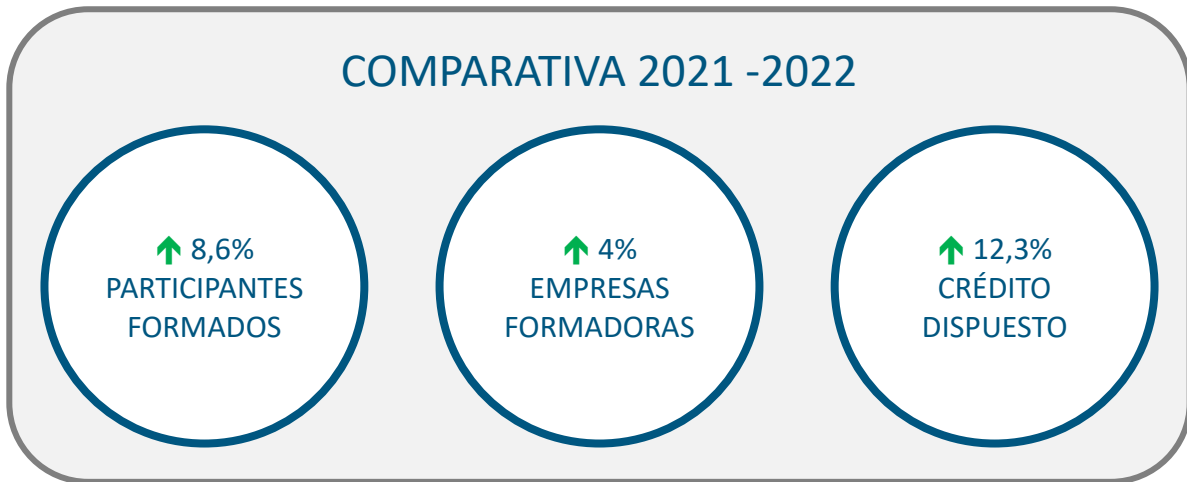 COMPARATIVA 2021 -2022
8,6%
PARTICIPANTES
FORMADOS
4%
EMPRESAS
FORMADORAS
12,3%
CRÉDITO
DISPUESTO